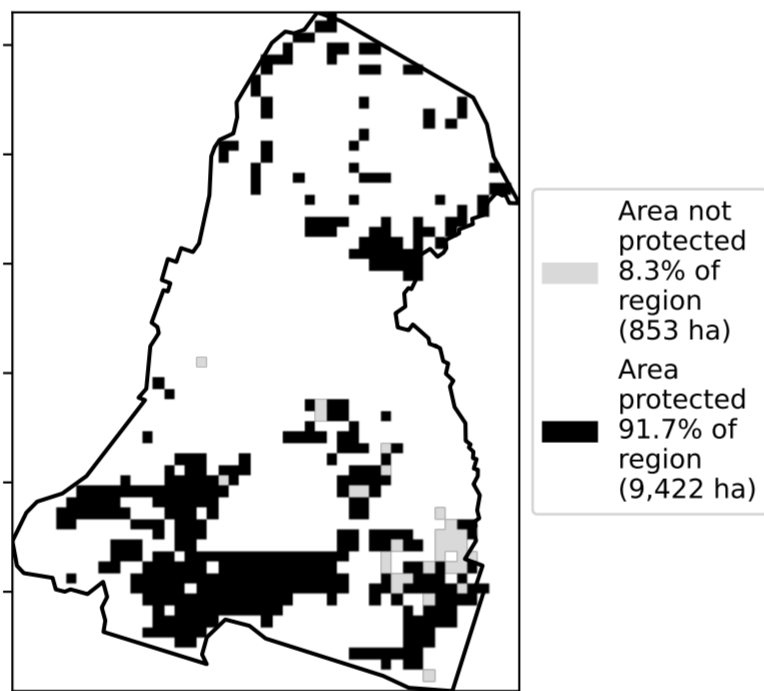 Area not
protected
8.3% of
region
(853 ha)
Area
protected
91.7% of
region
(9,422 ha)